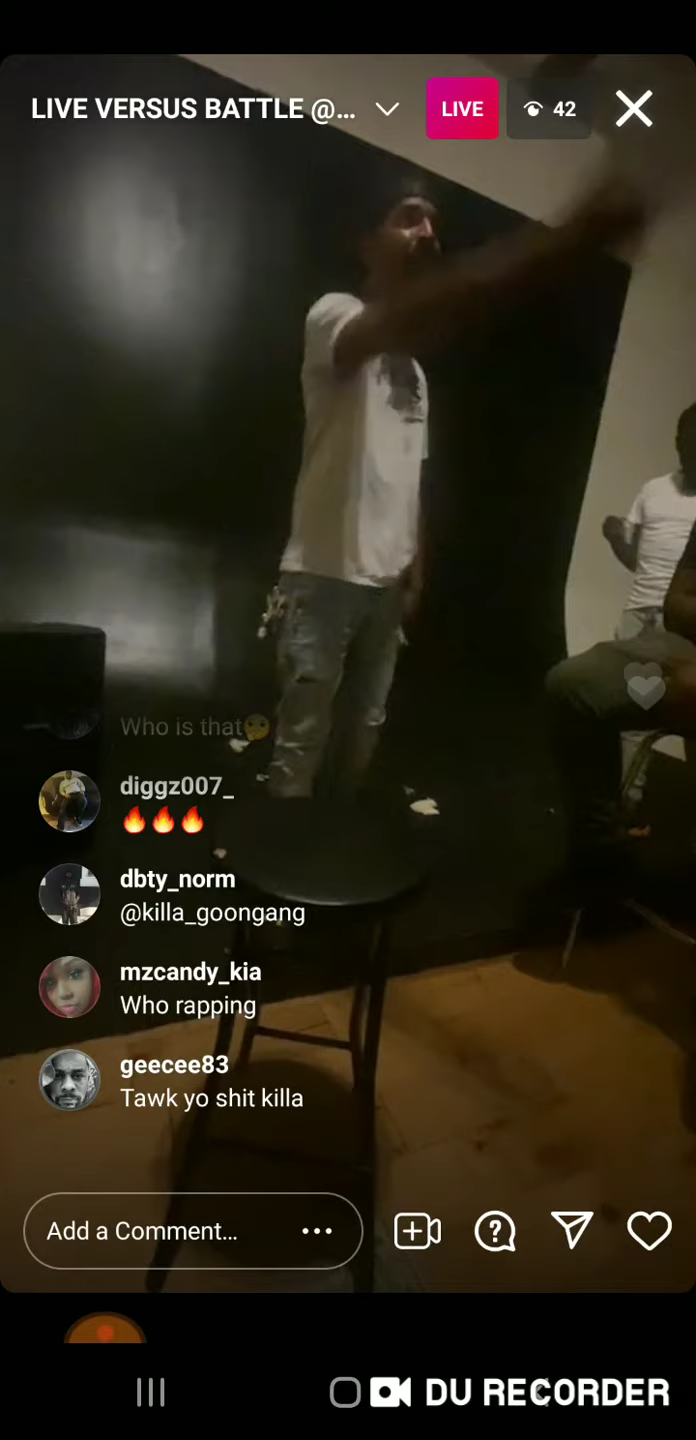 LIVE VERSUS BATTLE @...
LIVE
42
Who is that🤔
diggz007_
🔥🔥🔥
dbty_norm
@killa_goongang
mzcandy_kia
Who rapping
geecee83
Tawk yo shit killa
Add a Comment...
DU RECORDER